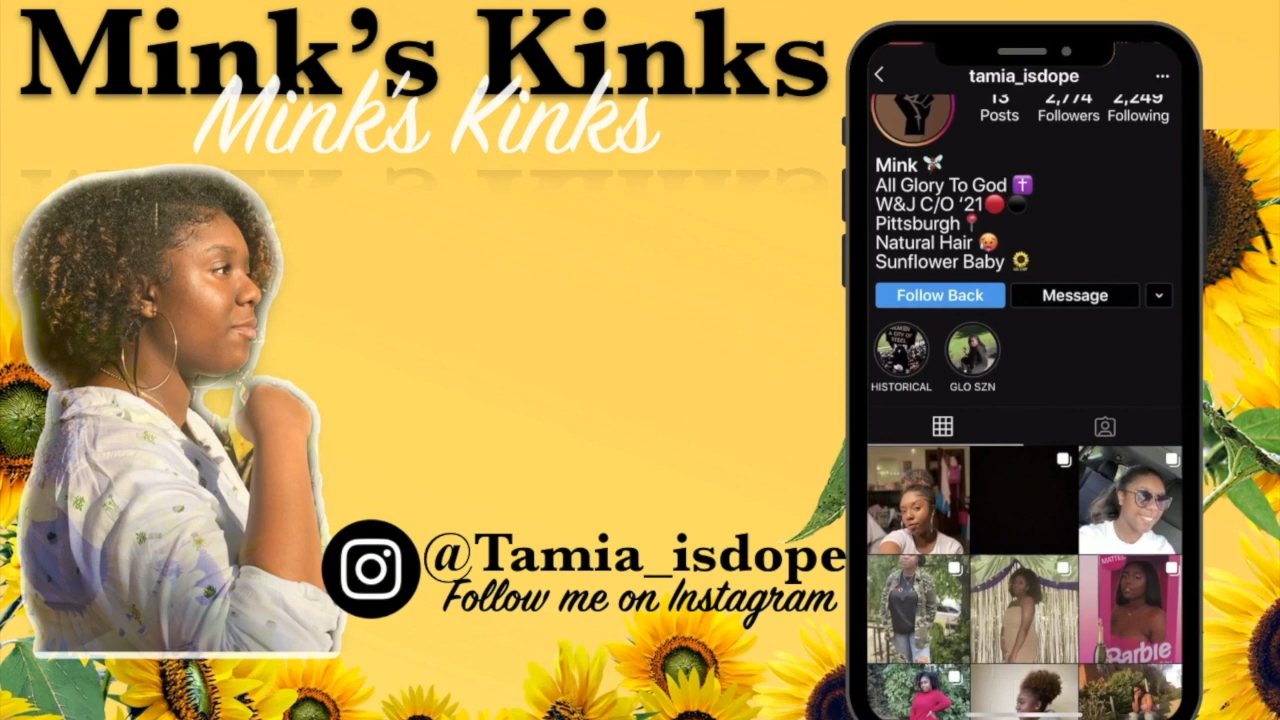 Mink's Kinks
Mink's Kinks
@Tamia_isdope
Follow me on Instagram
tamia_isdope
13 2,774 2,249
Posts Followers Following
Mink
All Glory To God
W&J C/O '21
Pittsburgh
Natural Hair
Sunflower Baby
Follow Back Message
HISTORICAL GLO SZN
MATTEL
Barbie